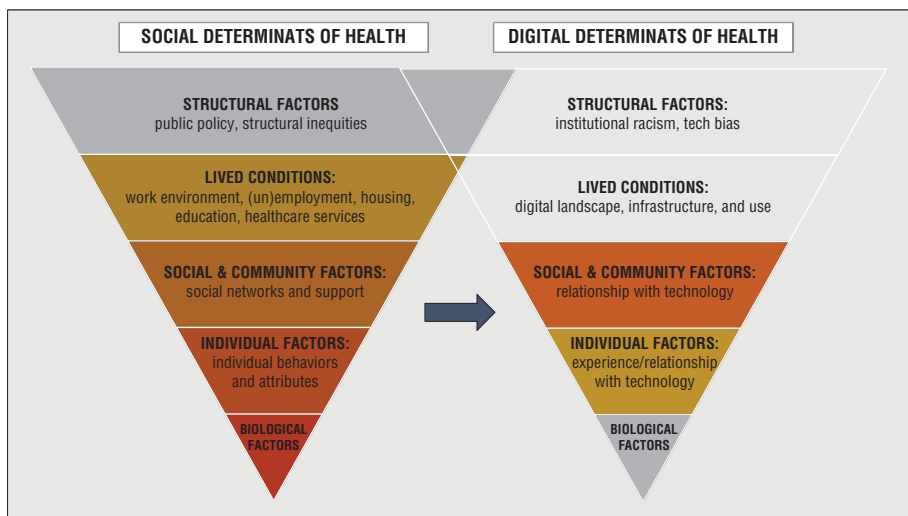 SOCIAL DETERMINATS OF HEALTH
STRUCTURAL FACTORS
public policy, structural inequities
LIVED CONDITIONS:
work environment, (un)employment, housing,
education, healthcare services
SOCIAL & COMMUNITY FACTORS:
social networks and support
INDIVIDUAL FACTORS:
individual behaviors
and attributes
BIOLOGICAL
FACTORS
DIGITAL DETERMINATS OF HEALTH
STRUCTURAL FACTORS:
institutional racism, tech bias
LIVED CONDITIONS:
digital landscape, infrastructure, and use
SOCIAL & COMMUNITY FACTORS:
relationship with technology
INDIVIDUAL FACTORS:
experience/relationship
with technology
BIOLOGICAL
FACTORS